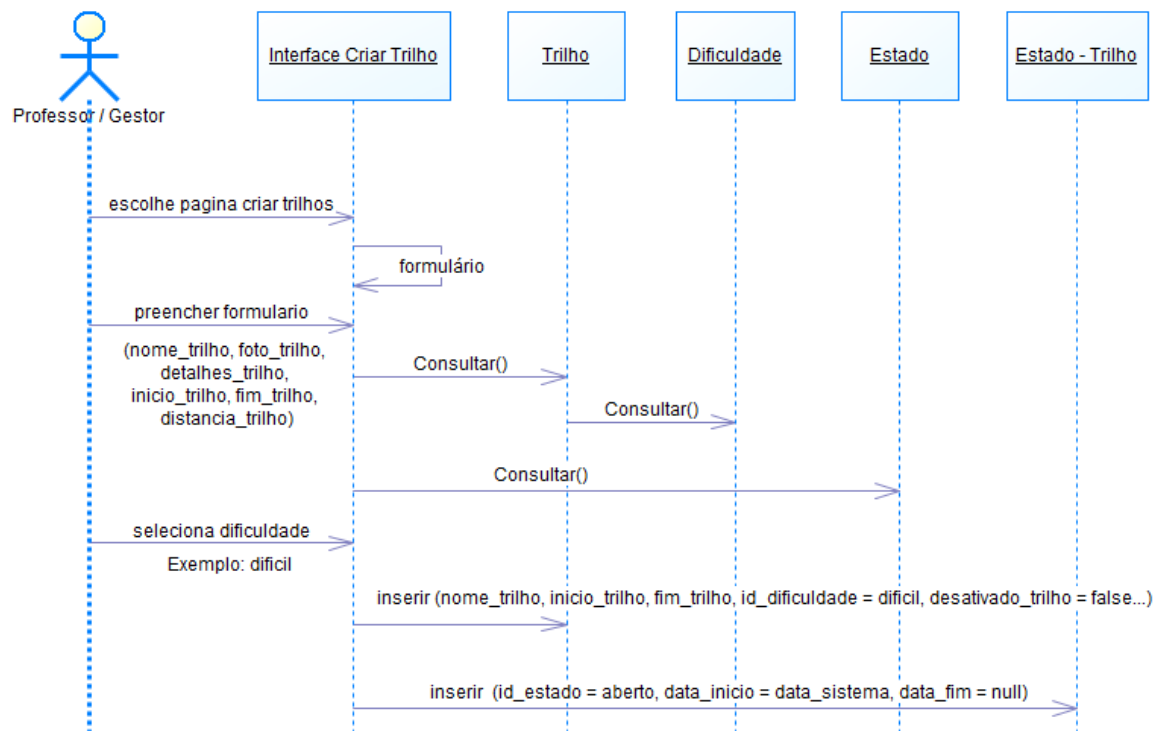 Interface Criar Trilho
Trilho
Dificuldade
Estado
Estado - Trilho
Professor / Gestor
escolhe pagina criar trilhos
formulário
preencher formulario
(nome_trilho, foto_trilho,
detalhes_trilho,
inicio_trilho, fim_trilho,
distancia_trilho)
Consultar()
Consultar()
Consultar()
seleciona dificuldade
Exemplo: dificil
inserir (nome_trilho, inicio_trilho, fim_trilho, id_dificuldade = dificil, desativado_trilho = false...)
inserir (id_estado = aberto, data_inicio = data_sistema, data_fim = null)